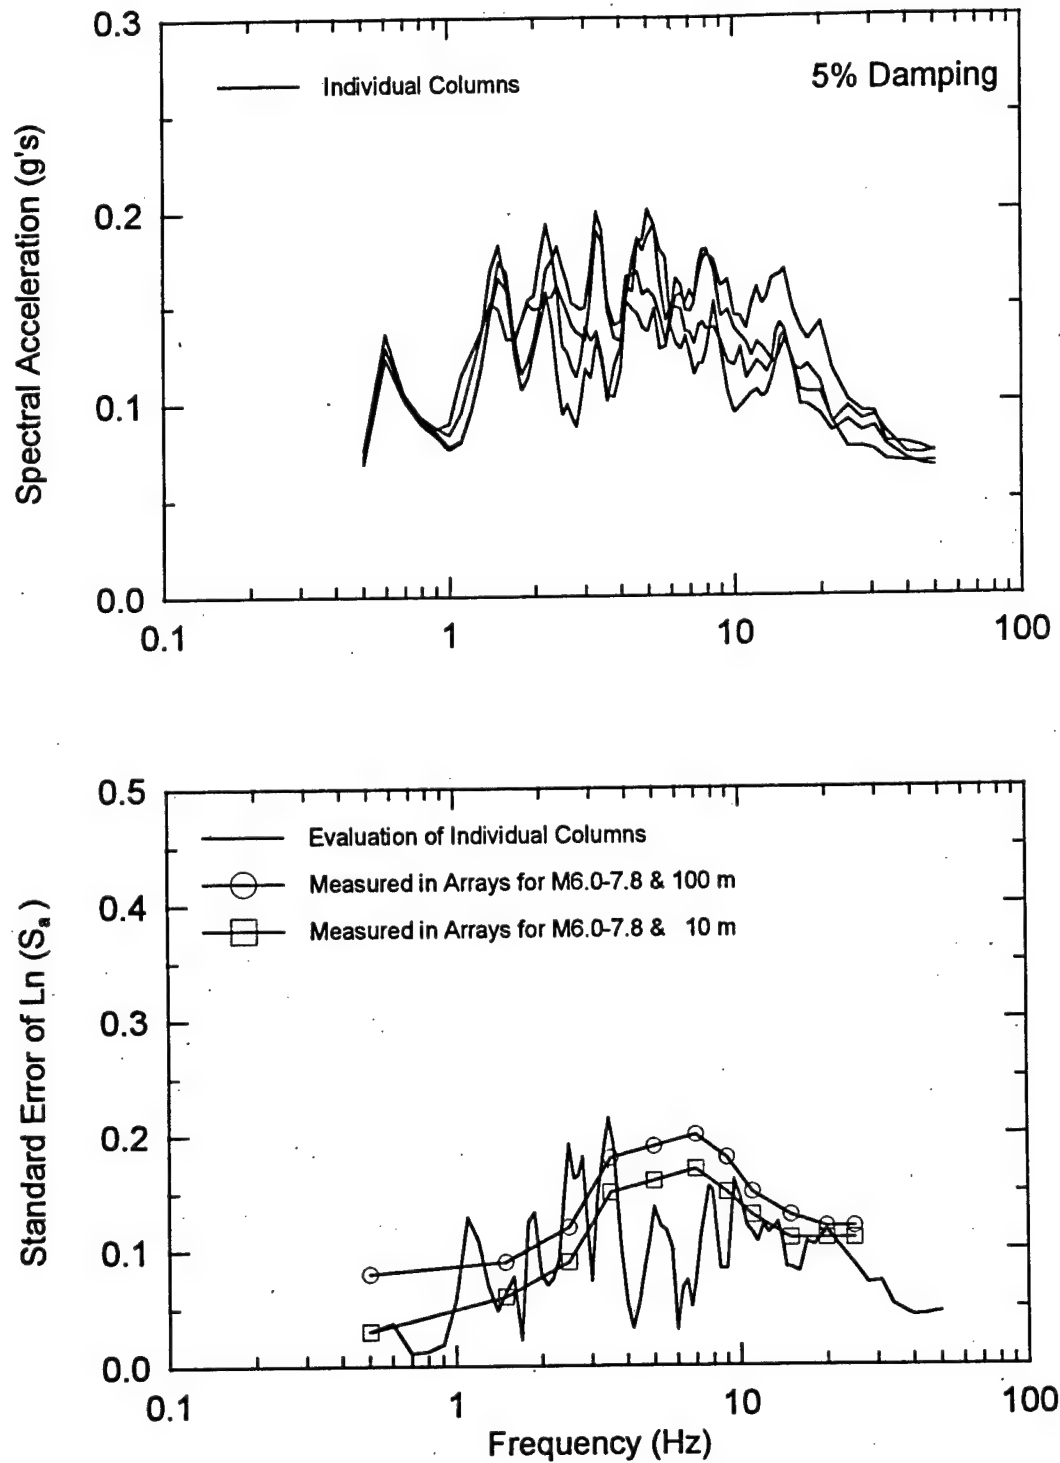 0.3
Individual Columns
5% Damping
Spectral Acceleration (g's)
0.2
0.1
0.0
0.1
1
10
100
0.5
Evaluation of Individual Columns
Measured in Arrays for M6.0-7.8 & 100 m
Measured in Arrays for M6.0-7.8 & 10 m
Standard Error of Ln (Sa)
0.4
0.3
0.2
0.1
0.0
0.1
1
10
100
Frequency (Hz)